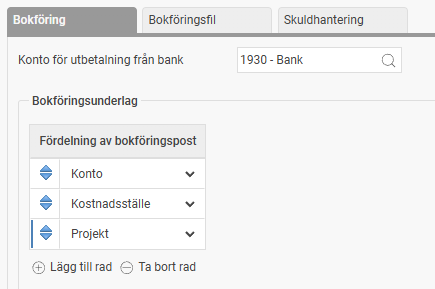 Bokföring
Bokföringsfil
Skuldhantering
Konto för utbetalning från bank
1930 - Bank
Bokföringsunderlag
Fördelning av bokföringspost
Konto
Kostnadsställe
Projekt
Lägg till rad
Ta bort rad